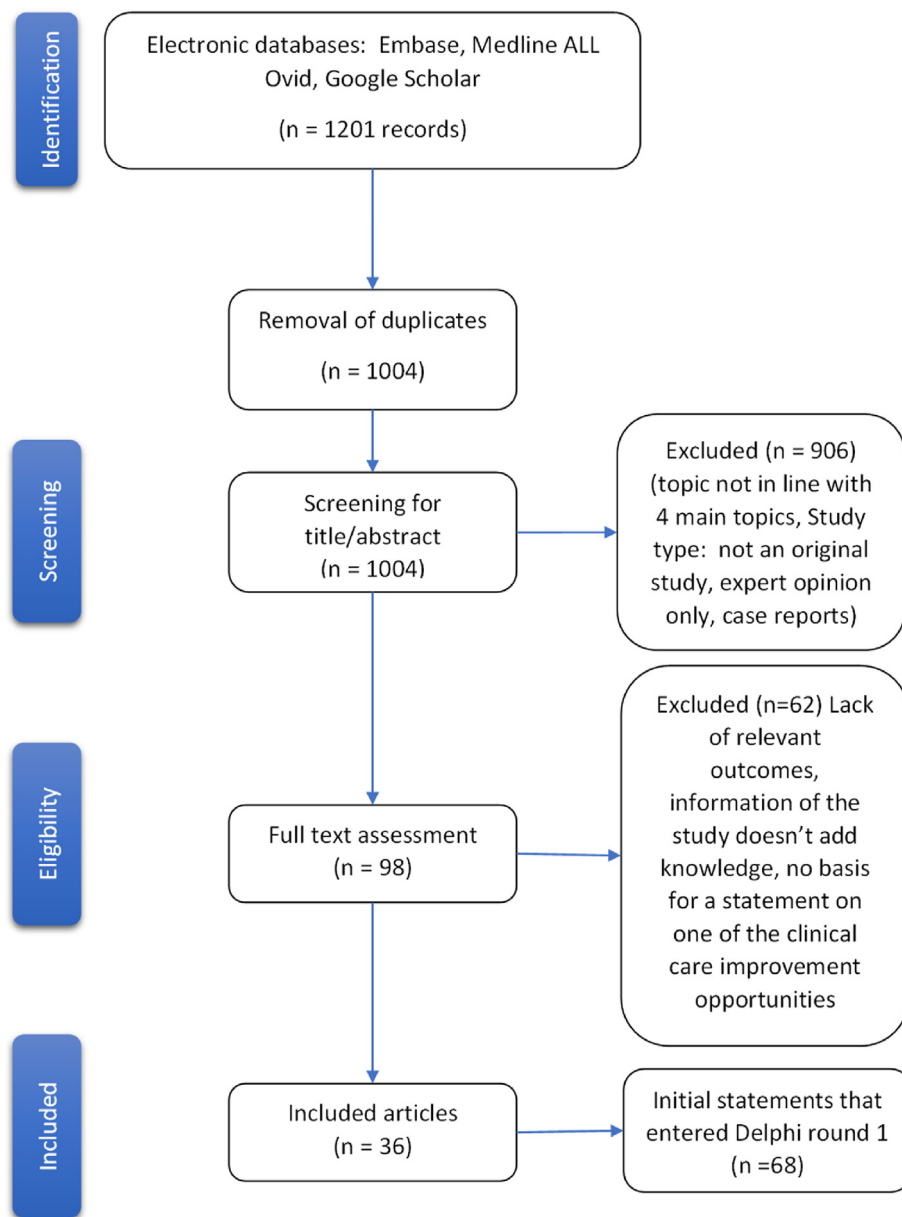 Identification
Electronic databases:  Embase, Medline ALL
Ovid, Google Scholar
(n = 1201 records)
Removal of duplicates
(n = 1004)
Screening
Screening for
title/abstract
(n = 1004)
Excluded (n = 906)
(topic not in line with
4 main topics, Study
type:  not an original
study, expert opinion
only, case reports)
Eligibility
Full text assessment
(n = 98)
Excluded (n=62) Lack
of relevant
outcomes,
information of the
study doesn’t add
knowledge, no basis
for a statement on
one of the clinical
care improvement
opportunities
Included
Included articles
(n = 36)
Initial statements that
entered Delphi round 1
(n =68)